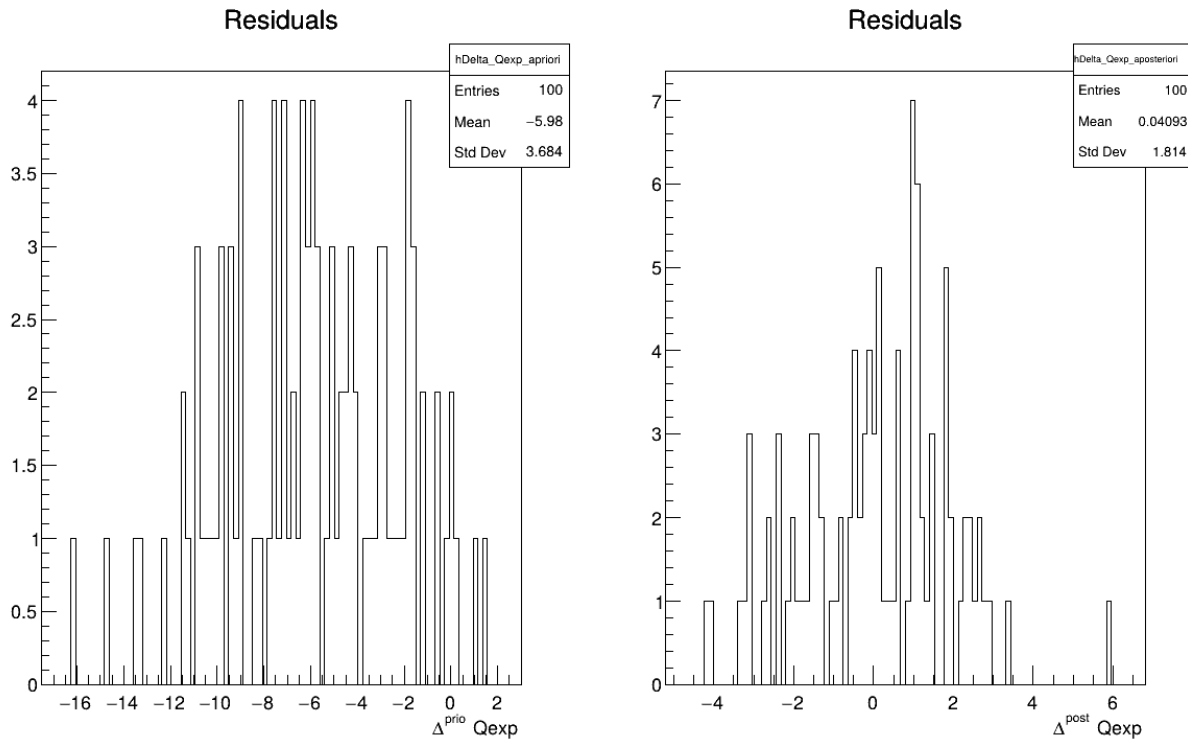 Residuals
hDelta_Qexp_apriori
Entries 100
Mean −5.98
Std Dev 3.684
4
3.5
3
2.5
2
1.5
1
0.5
0
−16 −14 −12 −10 −8 −6 −4 −2 0 2
Δ^prio Qexp
Residuals
hDelta_Qexp_aposteriori
Entries 100
Mean 0.04093
Std Dev 1.814
7
6
5
4
3
2
1
0
−4 −2 0 2 4 6
Δ^post Qexp